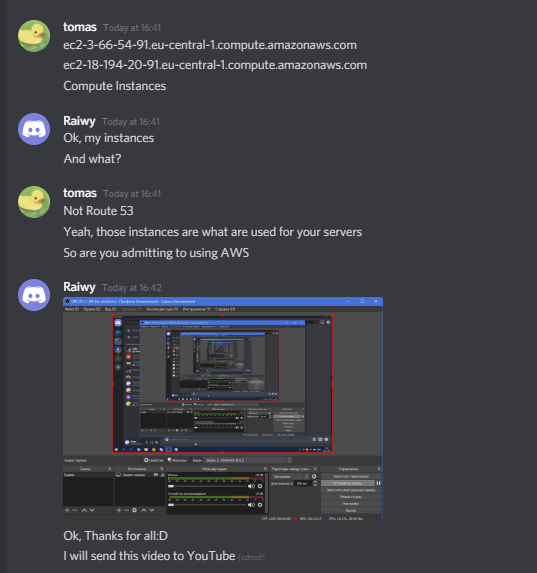 tomas Today at 16:41
ec2-3-66-54-91.eu-central-1.compute.amazonaws.com
ec2-18-194-20-91.eu-central-1.compute.amazonaws.com
Compute Instances
Raiwy Today at 16:41
Ok, my instances
And what?
tomas Today at 16:41
Not Route 53
Yeah, those instances are what are used for your servers
So are you admitting to using AWS
Raiwy Today at 16:42
Ok, Thanks for all:D
I will send this video to YouTube (edited)